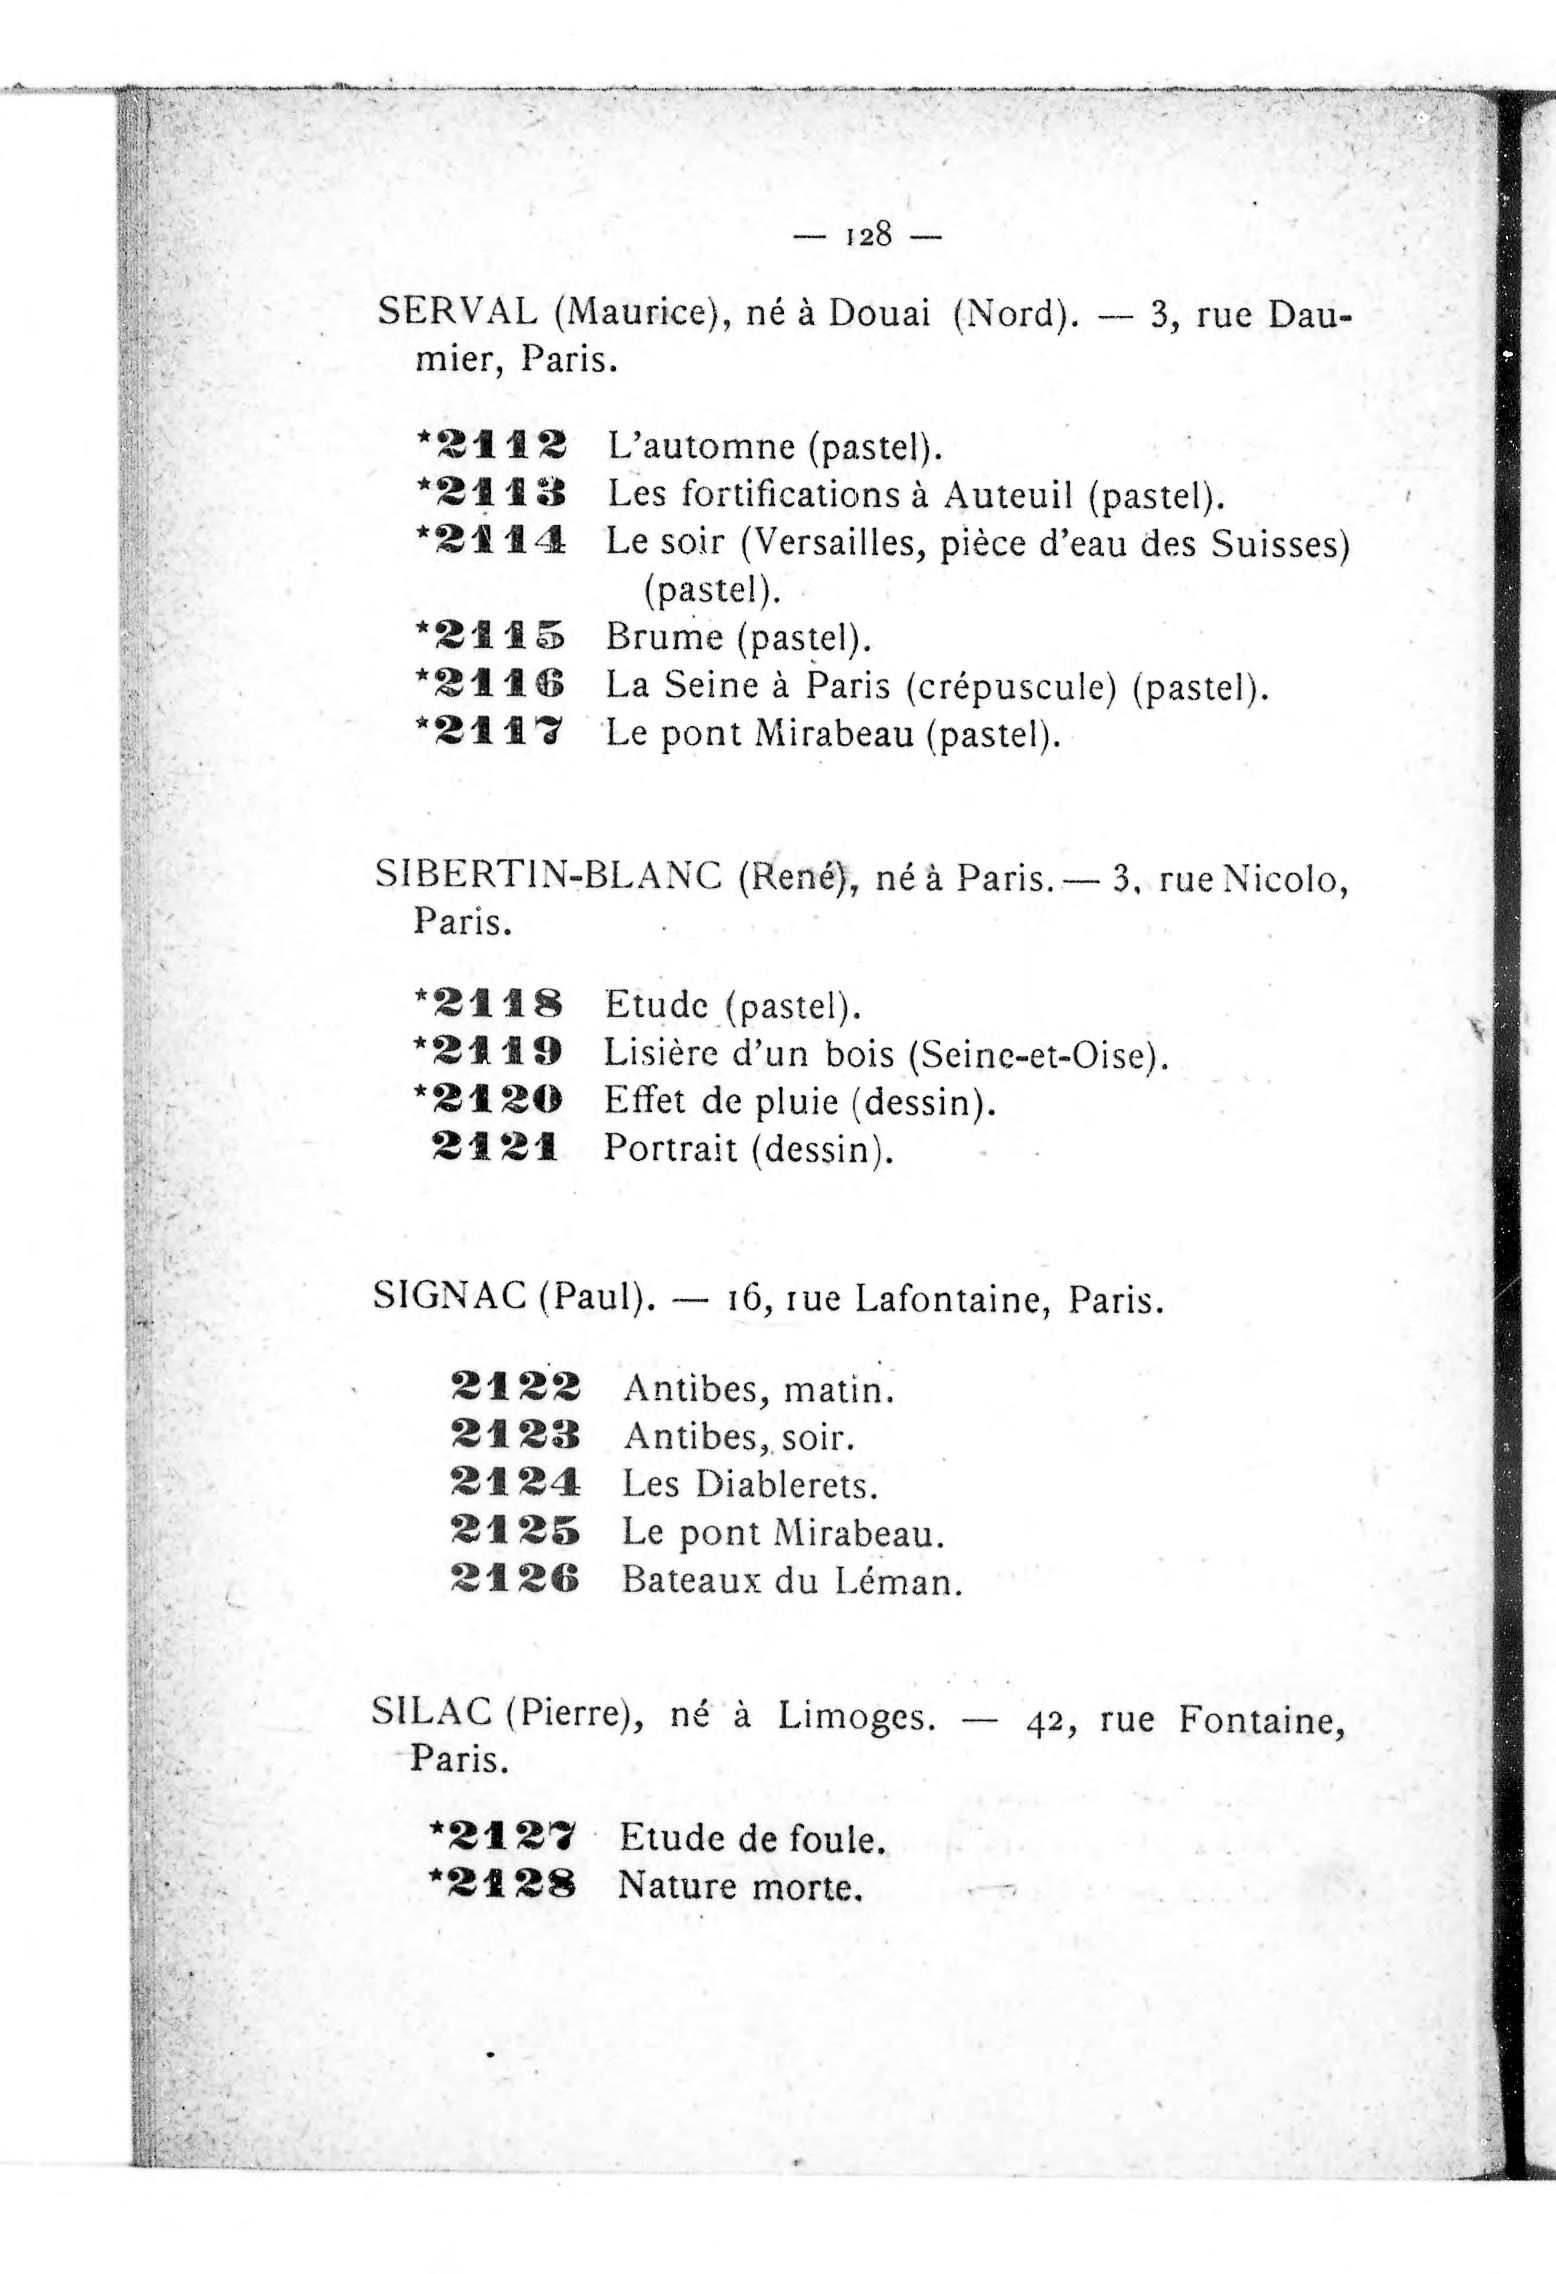 — 128 —
SERVAL (Maurice), né à Douai (Nord). — 3, rue Dau-
mier, Paris.
*2112 L'automne (pastel).
*2113 Les fortifications à Auteuil (pastel).
*2114 Le soir (Versailles, pièce d'eau des Suisses)
(pastel).
*2115 Brume (pastel).
*2116 La Seine à Paris (crépuscule) (pastel).
*2117 Le pont Mirabeau (pastel).
SIBERTIN-BLANC (René), né à Paris. — 3, rue Nicolo,
Paris.
*2118 Etude (pastel).
*2119 Lisière d'un bois (Seine-et-Oise).
*2120 Effet de pluie (dessin).
2121 Portrait (dessin).
SIGNAC (Paul). — 16, rue Lafontaine, Paris.
2122 Antibes, matin.
2123 Antibes, soir.
2124 Les Diablerets.
2125 Le pont Mirabeau.
2126 Bateaux du Léman.
SILAC (Pierre), né à Limoges. — 42, rue Fontaine,
Paris.
*2127 Etude de foule.
*2128 Nature morte.